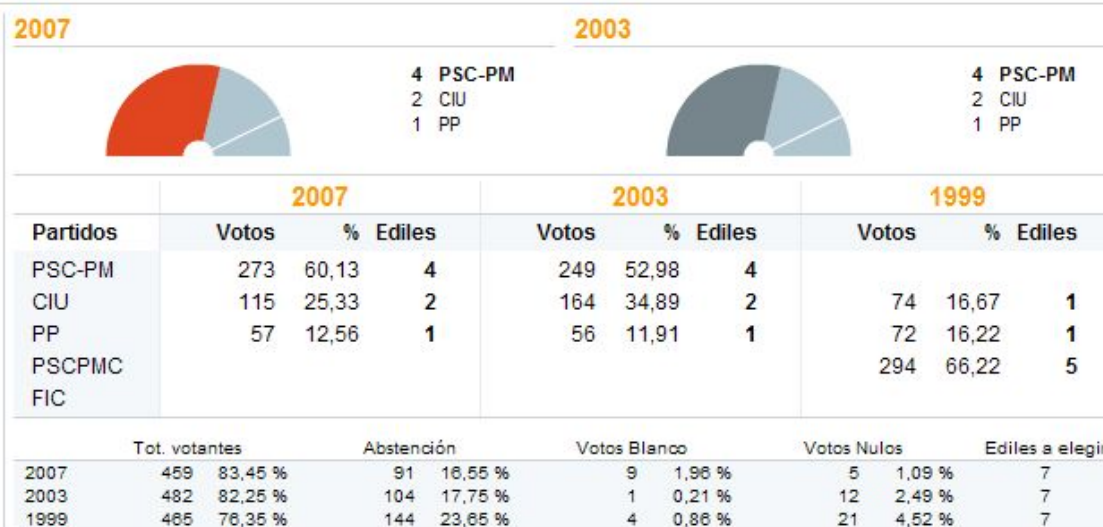 2007 2003
4 PSC-PM 4 PSC-PM
2 CIU 2 CIU
1 PP 1 PP
2007 2003 1999
Partidos Votos % Ediles Votos % Ediles Votos % Ediles
PSC-PM 273 60,13 4 249 52,98 4
CIU 115 25,33 2 164 34,89 2 74 16,67 1
PP 57 12,56 1 56 11,91 1 72 16,22 1
PSCPMC 294 66,22 5
FIC
Tot. votantes Abstención Votos Blanco Votos Nulos Ediles a elegir
2007 459 83,45 % 91 16,55 % 9 1,96 % 5 1,09 % 7
2003 482 82,25 % 104 17,75 % 1 0,21 % 12 2,49 % 7
1999 465 76,35 % 144 23,65 % 4 0,86 % 21 4,52 % 7